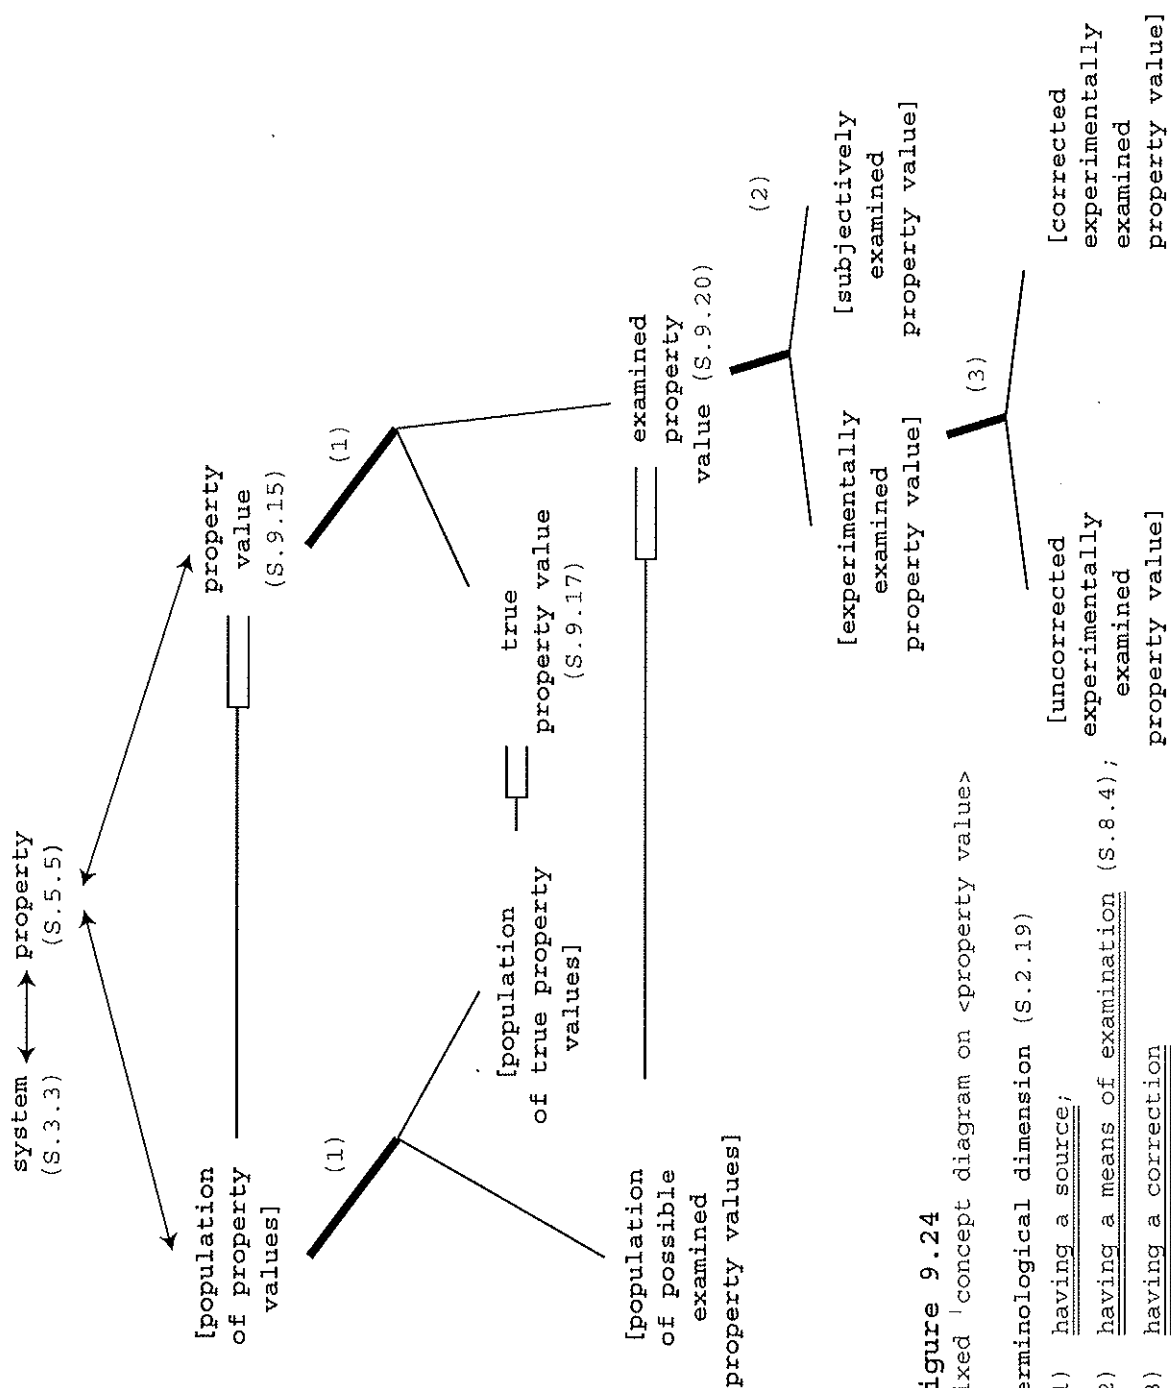 system
(S.3.3)
property
(S.5.5)
[population
of property
values]
property
value
(S.9.15)
(1)
(1)
[population
of true property
values]
true
property value
(S.9.17)
[population
of possible
examined
property values]
examined
property
value (S.9.20)
(2)
[experimentally
examined
property value]
[subjectively
examined
property value]
(3)
[uncorrected
experimentally
examined
property value]
[corrected
experimentally
examined
property value]
igure 9.24
ixed concept diagram on <property value>
erminological dimension (S.2.19)
1) having a source;
2) having a means of examination (S.8.4);
3) having a correction